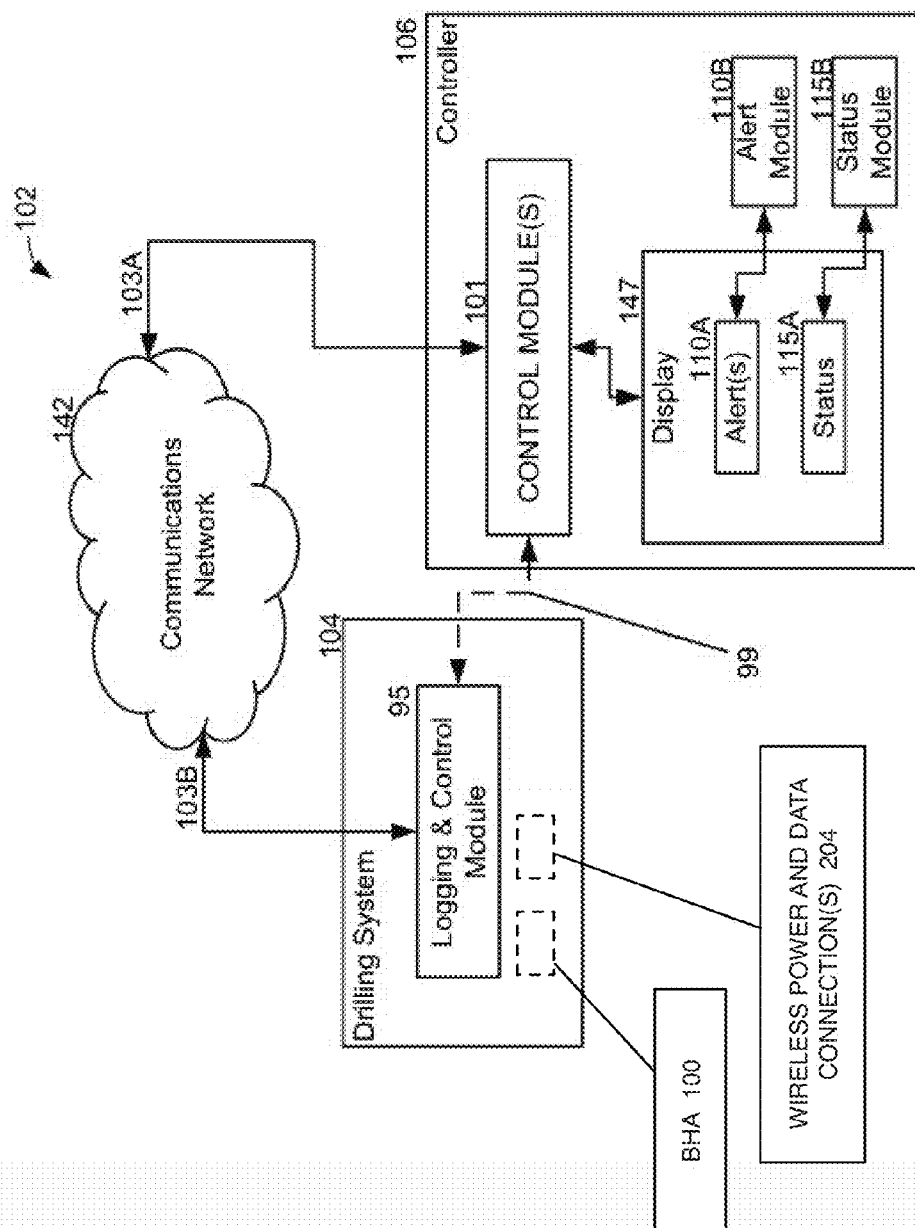 102
142
Communications
Network
103B
103A
104
Drilling System
95
Logging & Control
Module
99
BHA 100
WIRELESS POWER AND DATA
CONNECTION(S) 204
106
Controller
101
CONTROL MODULE(S)
147
Display
110A
Alert(s)
115A
Status
110B
Alert
Module
115B
Status
Module